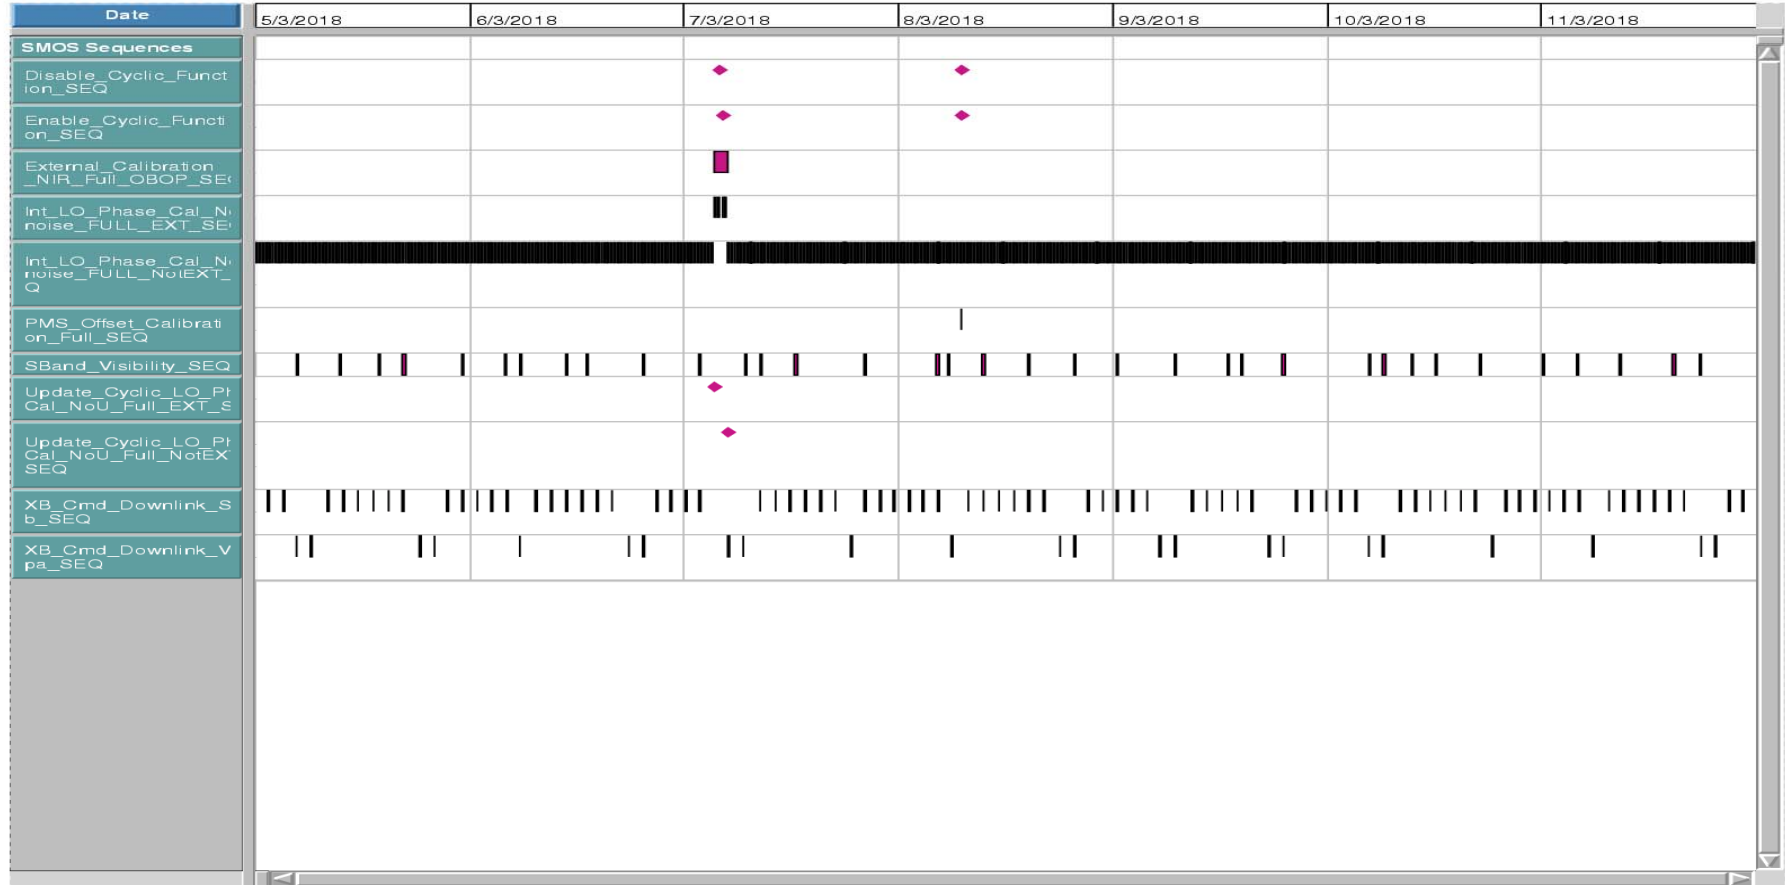 Date
5/3/2018 6/3/2018 7/3/2018 8/3/2018 9/3/2018 10/3/2018 11/3/2018
SMOS Sequences
Disable_Cyclic_Funct
ion_SEQ
Enable_Cyclic_Functi
on_SEQ
External_Calibration
_NIR_Full_OBOP_SE
Int_LO_Phase_Cal_N
noise_FULL_EXT_SE
Int_LO_Phase_Cal_N
noise_FULL_NotEXT_
Q
PMS_Offset_Calibrati
on_Full_SEQ
SBand_Visibility_SEQ
Update_Cyclic_LO_Ph
Cal_NoU_Full_EXT_S
Update_Cyclic_LO_Ph
Cal_NoU_Full_NotEX
SEQ
XB_Cmd_Downlink_S
b_SEQ
XB_Cmd_Downlink_V
pa_SEQ